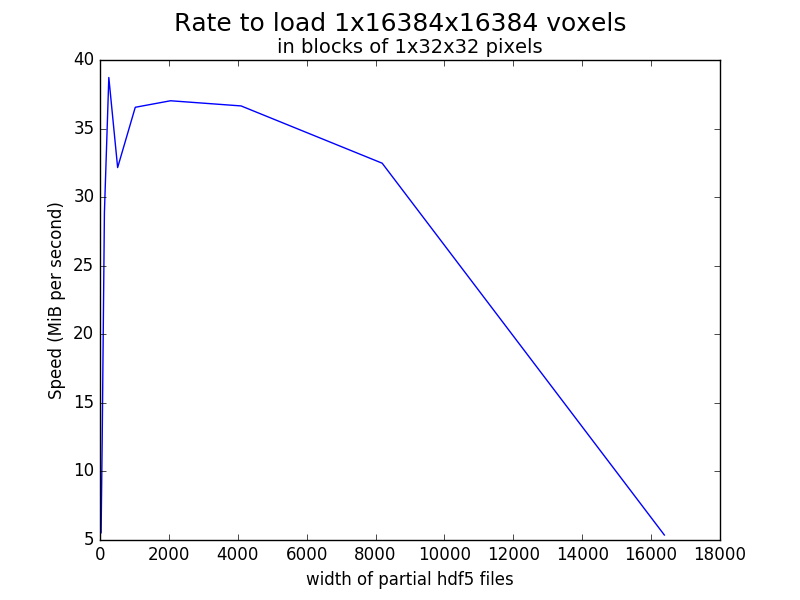 Rate to load 1x16384x16384 voxels
in blocks of 1x32x32 pixels
40
35
30
25
20
15
10
5
Speed (MiB per second)
0 2000 4000 6000 8000 10000 12000 14000 16000 18000
width of partial hdf5 files